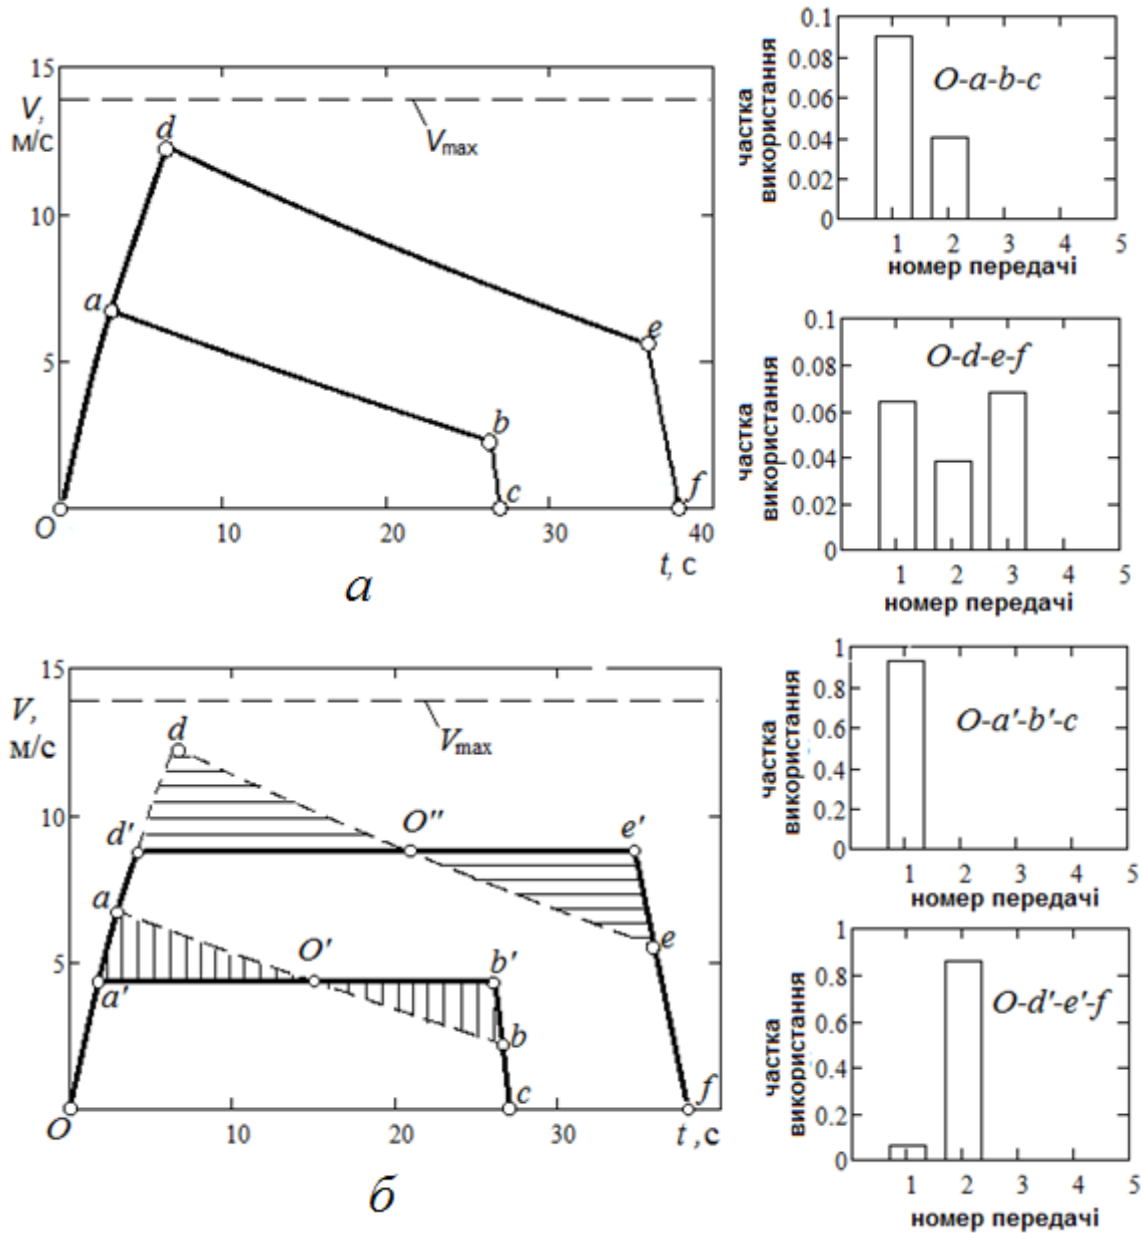 15
V,
м/с
10
5
O
a
d
b
c
e
f
V max
10
20
30
40
t, с
а
частка
використання
0.1
0.08
0.06
0.04
0.02
0
O-a-b-c
1 2 3 4 5
номер передачі
частка
використання
0.1
0.08
0.06
0.04
0.02
0
O-d-e-f
1 2 3 4 5
номер передачі
15
V,
м/с
10
5
O
d
d'
a
a'
O''
O'
e'
e
b'
b
c
f
V max
10
20
30
t ,с
б
частка
використання
1
0.8
0.6
0.4
0.2
0
O-a'-b'-c
1 2 3 4 5
номер передачі
частка
використання
1
0.8
0.6
0.4
0.2
0
O-d'-e'-f
1 2 3 4 5
номер передачі